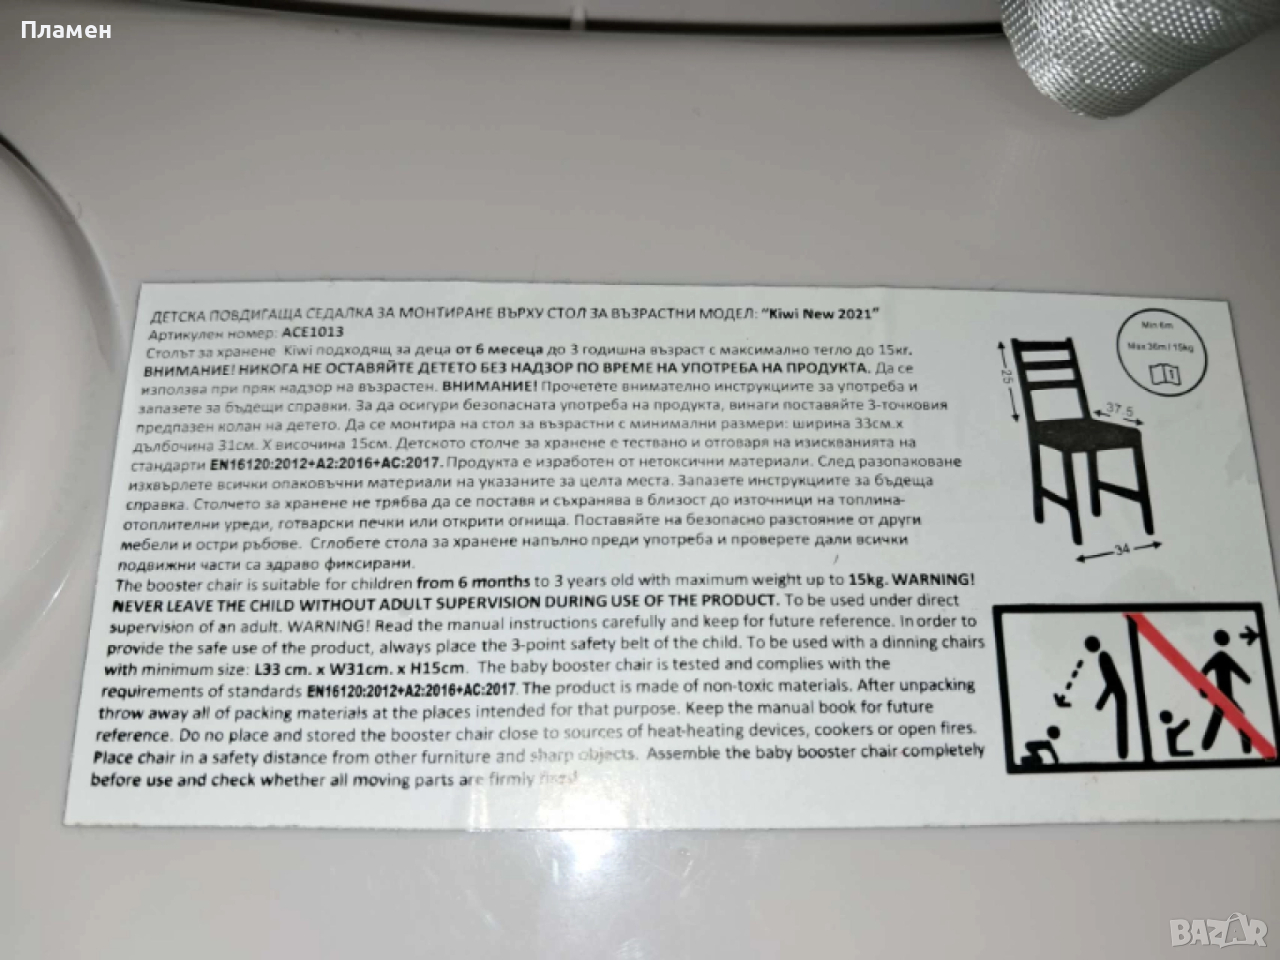 Пламен
ДЕТСКА ПОВДИГАЩА СЕДАЛКА ЗА МОНТИРАНЕ ВЪРХУ СТОЛ ЗА ВЪЗРАСТНИ МОДЕЛ: "Kiwi New 2021"
Артикулен номер: ACE1013
Столът за хранене Kiwi подходящ за деца от 6 месеца до 3 годишна възраст с максимално тегло до 15кг.
ВНИМАНИЕ! НИКОГА НЕ ОСТАВЯЙТЕ ДЕТЕТО БЕЗ НАДЗОР ПО ВРЕМЕ НА УПОТРЕБА НА ПРОДУКТА. Да се
използва при пряк надзор на възрастен. ВНИМАНИЕ! Прочетете внимателно инструкциите за употреба и
запазете за бъдещи справки. За да осигури безопасната употреба на продукта, винаги поставяйте 3-точковия
предпазен колан на детето. Да се монтира на стол за възрастни с минимални размери: ширина 33см.х
дълбочина 31см. Х височина 15см. Детското столче за хранене е тествано и отговаря на изискванията на
стандарти EN16120:2012+A2:2016+AC:2017. Продукта е изработен от нетоксични материали. След разопаковане
изхвърлете всички опаковъчни материали на указаните за целта места. Запазете инструкциите за бъдеща
справка. Столчето за хранене не трябва да се поставя и съхранява в близост до източници на топлина-
отоплителни уреди, готварски печки или открити огнища. Поставяйте на безопасно разстояние от други
мебели и остри ръбове. Сглобете стола за хранене напълно преди употреба и проверете дали всички
подвижни части са здраво фиксирани.
The booster chair is suitable for children from 6 months to 3 years old with maximum weight up to 15kg. WARNING!
NEVER LEAVE THE CHILD WITHOUT ADULT SUPERVISION DURING USE OF THE PRODUCT. To be used under direct
supervision of an adult. WARNING! Read the manual instructions carefully and keep for future reference. In order to
provide the safe use of the product, always place the 3-point safety belt of the child. To be used with a dinning chairs
with minimum size: L33 cm. x W31cm. x H15cm. The baby booster chair is tested and complies with the
requirements of standards EN16120:2012+A2:2016+AC:2017. The product is made of non-toxic materials. After unpacking
throw away all of packing materials at the places intended for that purpose. Keep the manual book for future
reference. Do no place and stored the booster chair close to sources of heat-heating devices, cookers or open fires.
Place chair in a safety distance from other furniture and sharp objects. Assemble the baby booster chair completely
before use and check whether all moving parts are firmly
Min 6m
Max 36m / 15kg
25
37.5
34
BAZAR